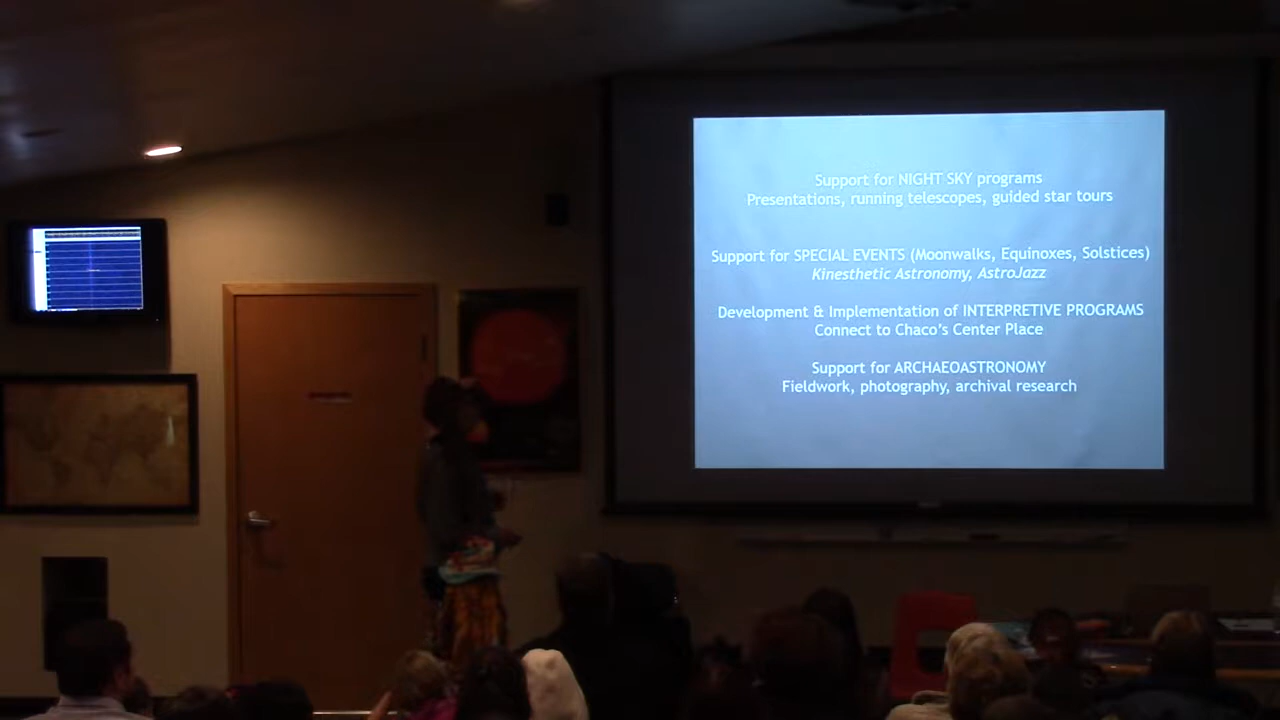 Support for NIGHT SKY programs
Presentations, running telescopes, guided star tours
Support for SPECIAL EVENTS (Moonwalks, Equinoxes, Solstices)
Kinesthetic Astronomy, AstroJazz
Development & Implementation of INTERPRETIVE PROGRAMS
Connect to Chaco's Center Place
Support for ARCHAEOASTRONOMY
Fieldwork, photography, archival research